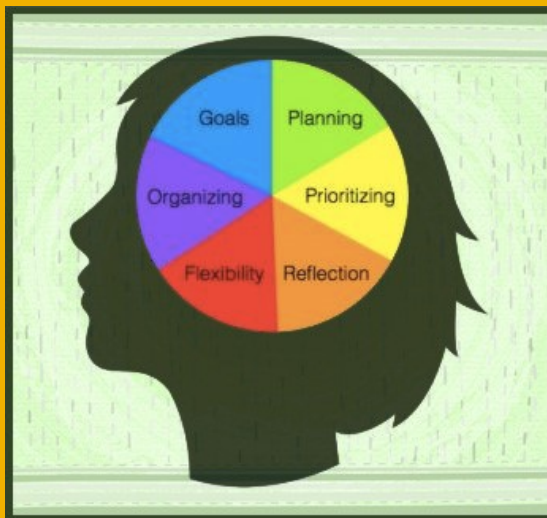 Goals
Planning
Organizing
Prioritizing
Flexibility
Reflection